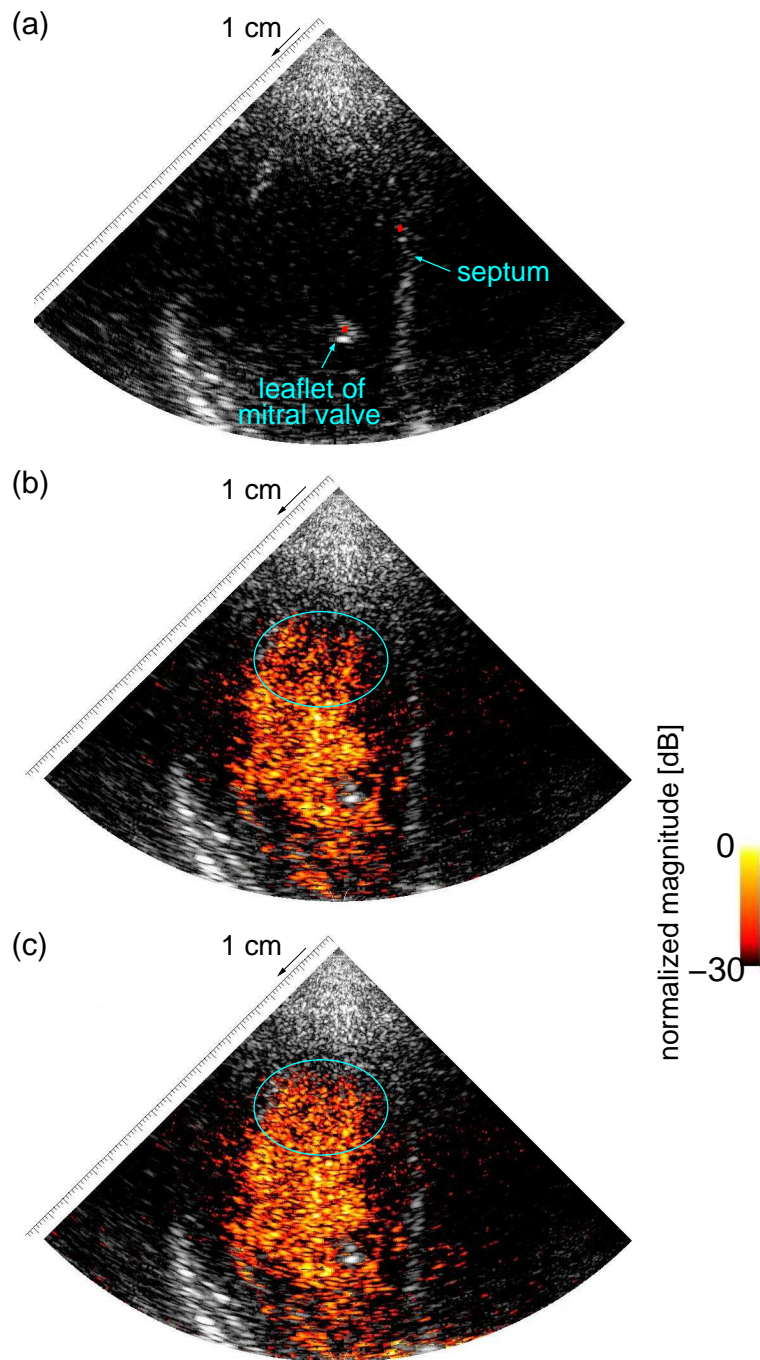 (a)
1 cm
septum
leaflet of
mitral valve
(b)
1 cm
normalized magnitude [dB]
0
−30
(c)
1 cm